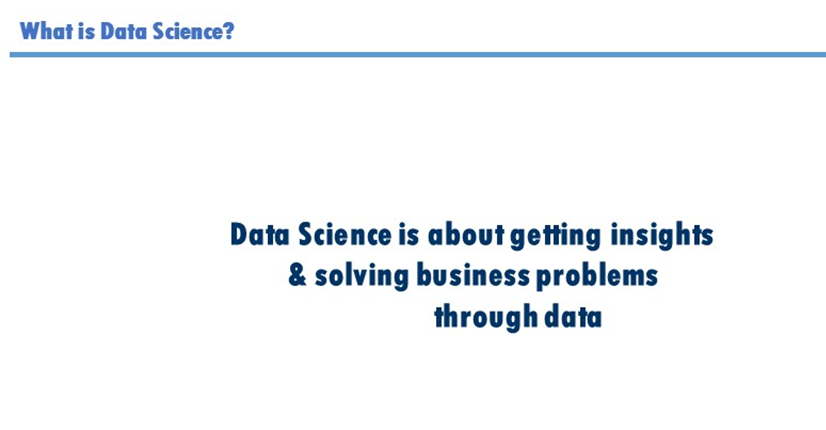 What is Data Science?
Data Science is about getting insights
& solving business problems
through data